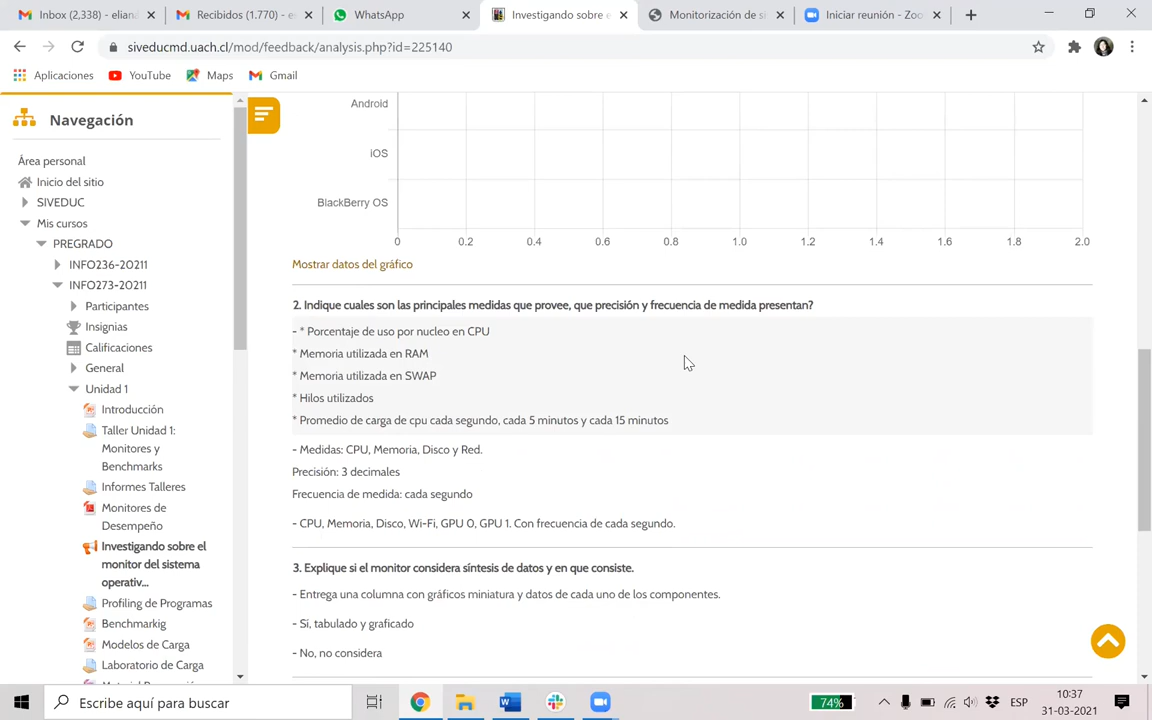 Inbox (2,338) - elian
Recibidos (1.770) - e
WhatsApp
Investigando sobre e
Monitorización de si
Iniciar reunión - Zoo
siveducmd.uach.cl/mod/feedback/analysis.php?id=225140
Aplicaciones
YouTube
Maps
Gmail
Navegación
Área personal
Inicio del sitio
SIVEDUC
Mis cursos
PREGRADO
INFO236-20211
INFO273-20211
Participantes
Insignias
Calificaciones
General
Unidad 1
Introducción
Taller Unidad 1:
Monitores y
Benchmarks
Informes Talleres
Monitores de
Desempeño
Investigando sobre el
monitor del sistema
operativ...
Profiling de Programas
Benchmarkig
Modelos de Carga
Laboratorio de Carga
Android
iOS
BlackBerry OS
0 0.2 0.4 0.6 0.8 1.0 1.2 1.4 1.6 1.8 2.0
Mostrar datos del gráfico
2. Indique cuales son las principales medidas que provee, que precisión y frecuencia de medida presentan?
- * Porcentaje de uso por nucleo en CPU
* Memoria utilizada en RAM
* Memoria utilizada en SWAP
* Hilos utilizados
* Promedio de carga de cpu cada segundo, cada 5 minutos y cada 15 minutos
- Medidas: CPU, Memoria, Disco y Red.
Precisión: 3 decimales
Frecuencia de medida: cada segundo
- CPU, Memoria, Disco, Wi-Fi, GPU 0, GPU 1. Con frecuencia de cada segundo.
3. Explique si el monitor considera síntesis de datos y en que consiste.
- Entrega una columna con gráficos miniatura y datos de cada uno de los componentes.
- Si, tabulado y graficado
- No, no considera
Escribe aquí para buscar
74%
ESP
10:37
31-03-2021